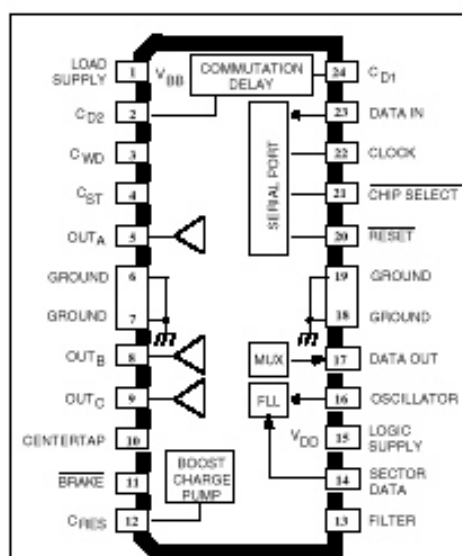 LOAD SUPPLY
1
V_BB
COMMUTATION DELAY
24
C_D1
C_D2
2
23
DATA IN
C_WD
3
SERIAL PORT
22
CLOCK
C_ST
4
21
CHIP SELECT
OUT_A
5
20
RESET
GROUND
6
19
GROUND
GROUND
7
18
GROUND
OUT_B
8
MUX
17
DATA OUT
OUT_C
9
FLL
16
OSCILLATOR
CENTERTAP
10
V_DD
15
LOGIC SUPPLY
BRAKE
11
BOOST CHARGE PUMP
14
SECTOR DATA
C_RES
12
13
FILTER